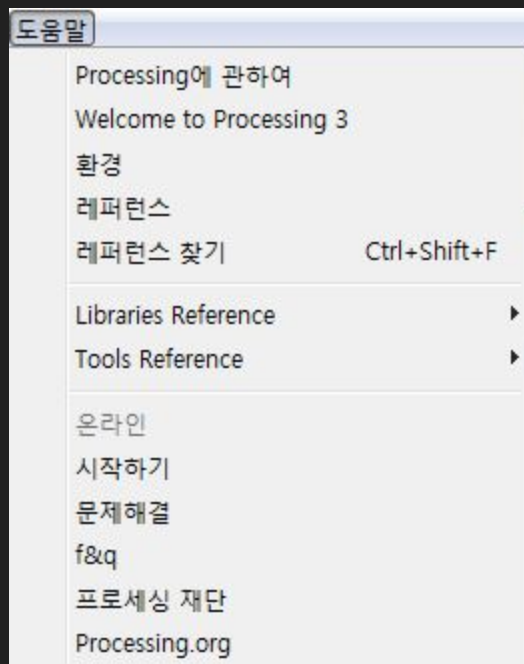 도움말
Processing에 관하여
Welcome to Processing 3
환경
레퍼런스
레퍼런스 찾기 Ctrl+Shift+F
Libraries Reference
Tools Reference
온라인
시작하기
문제해결
f&q
프로세싱 재단
Processing.org